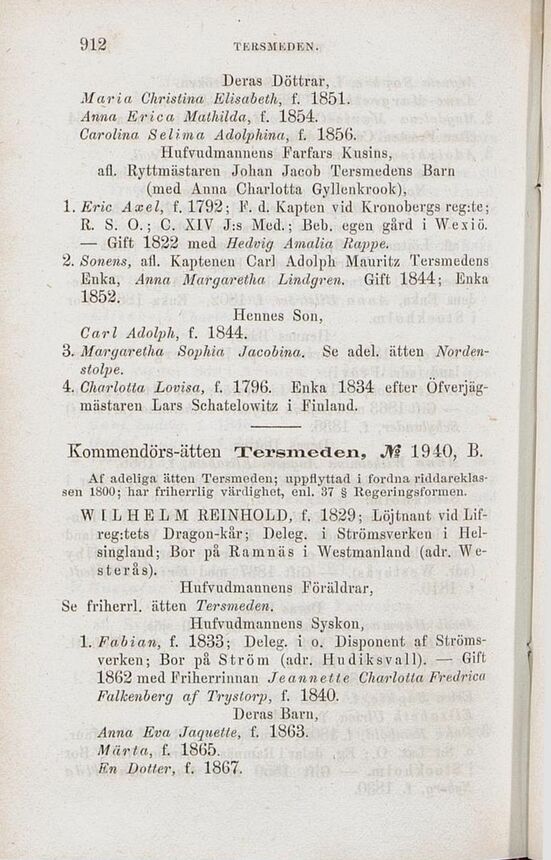 912
TERSMEDEN.
Deras Döttrar,
Maria Christina Elisabeth, f. 1851.
Anna Erica Mathilda, f. 1854.
Carolina Selima Adolphina, f. 1856.
Hufvudmannens Farfars Kusins,
afl. Ryttmästaren Johan Jacob Tersmedens Barn
(med Anna Charlotta Gyllenkrook),
1. Eric Axel, f. 1792; F. d. Kapten vid Kronobergs reg:te;
R. S. O.; C. XIV J:s Med.; Beb. egen gård i Wexiö.
— Gift 1822 med Hedvig Amalia Rappe.
2. Sonens, afl. Kaptenen Carl Adolph Mauritz Tersmedens
Enka, Anna Margaretha Lindgren. Gift 1844; Enka
1852.
Hennes Son,
Carl Adolph, f. 1844.
3. Margaretha Sophia Jacobina. Se adel. ätten Norden-
stolpe.
4. Charlotta Lovisa, f. 1796. Enka 1834 efter Öfverjäg-
mästaren Lars Schatelowitz i Finland.
Kommendörs-ätten Tersmeden, № 1940, B.
Af adeliga ätten Tersmeden; uppflyttad i fordna riddareklas-
sen 1800; har friherrlig värdighet, enl. 37 § Regeringsformen.
WILHELM REINHOLD, f. 1829; Löjtnant vid Lif-
reg:tets Dragon-kår; Deleg. i Strömsverken i Hel-
singland; Bor på Ramnäs i Westmanland (adr. We-
sterås).
Hufvudmannens Föräldrar,
Se friherrl. ätten Tersmeden.
Hufvudmannens Syskon,
1. Fabian, f. 1833; Deleg. i o. Disponent af Ströms-
verken; Bor på Ström (adr. Hudiksvall). — Gift
1862 med Friherrinnan Jeannette Charlotta Fredrica
Falkenberg af Trystorp, f. 1840.
Deras Barn,
Anna Eva Jaquette, f. 1863.
Märta, f. 1865.
En Dotter, f. 1867.